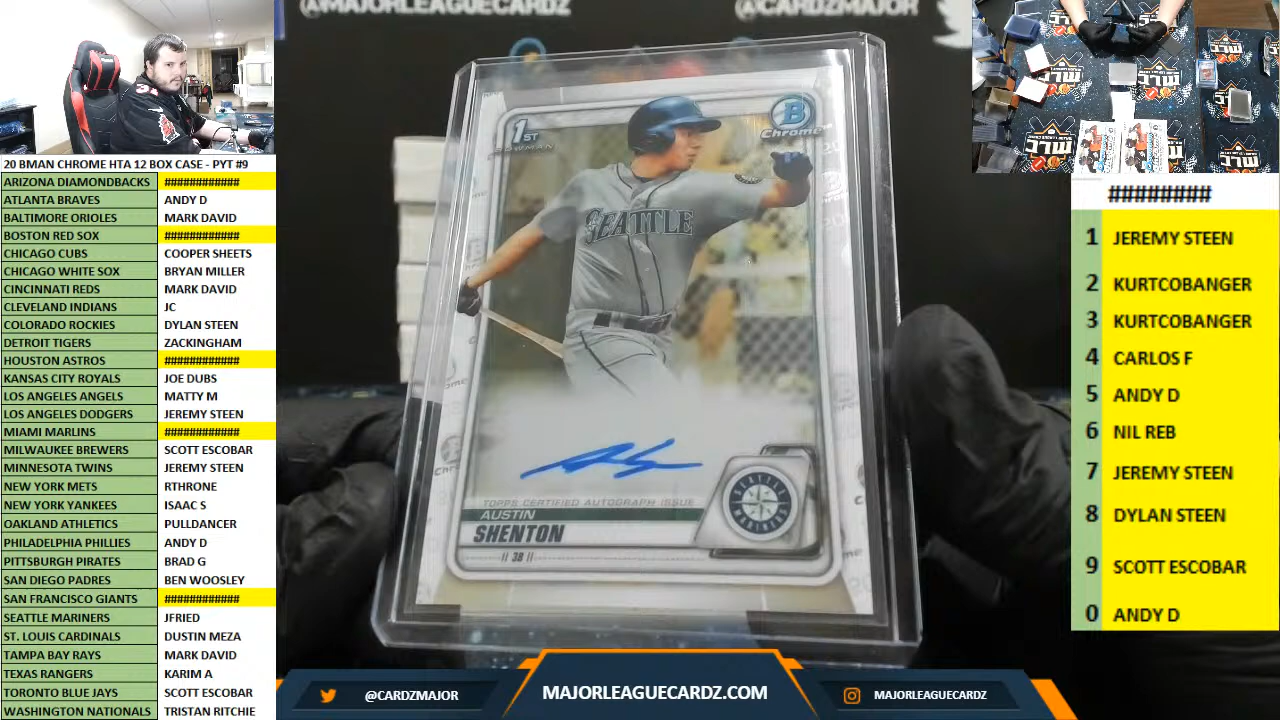 @MAJORLEAGUECARDZ
@CARDZMAJOR
20 BMAN CHROME HTA 12 BOX CASE - PYT #9
ARIZONA DIAMONDBACKS ############
ATLANTA BRAVES ANDY D
BALTIMORE ORIOLES MARK DAVID
BOSTON RED SOX ############
CHICAGO CUBS COOPER SHEETS
CHICAGO WHITE SOX BRYAN MILLER
CINCINNATI REDS MARK DAVID
CLEVELAND INDIANS JC
COLORADO ROCKIES DYLAN STEEN
DETROIT TIGERS ZACKINGHAM
HOUSTON ASTROS ############
KANSAS CITY ROYALS JOE DUBS
LOS ANGELES ANGELS MATTY M
LOS ANGELES DODGERS JEREMY STEEN
MIAMI MARLINS ############
MILWAUKEE BREWERS SCOTT ESCOBAR
MINNESOTA TWINS JEREMY STEEN
NEW YORK METS RTHRONE
NEW YORK YANKEES ISAAC S
OAKLAND ATHLETICS PULLDANCER
PHILADELPHIA PHILLIES ANDY D
PITTSBURGH PIRATES BRAD G
SAN DIEGO PADRES BEN WOOSLEY
SAN FRANCISCO GIANTS ############
SEATTLE MARINERS JFRIED
ST. LOUIS CARDINALS DUSTIN MEZA
TAMPA BAY RAYS MARK DAVID
TEXAS RANGERS KARIM A
TORONTO BLUE JAYS SCOTT ESCOBAR
WASHINGTON NATIONALS TRISTAN RITCHIE
1ST
BOWMAN
B
Chrome
SEATTLE
TOPPS CERTIFIED AUTOGRAPH ISSUE
AUSTIN
SHENTON
// 38 //
SEATTLE
MARINERS
########
1 JEREMY STEEN
2 KURTCOBANGER
3 KURTCOBANGER
4 CARLOS F
5 ANDY D
6 NIL REB
7 JEREMY STEEN
8 DYLAN STEEN
9 SCOTT ESCOBAR
0 ANDY D
@CARDZMAJOR
MAJORLEAGUECARDZ.COM
MAJORLEAGUECARDZ